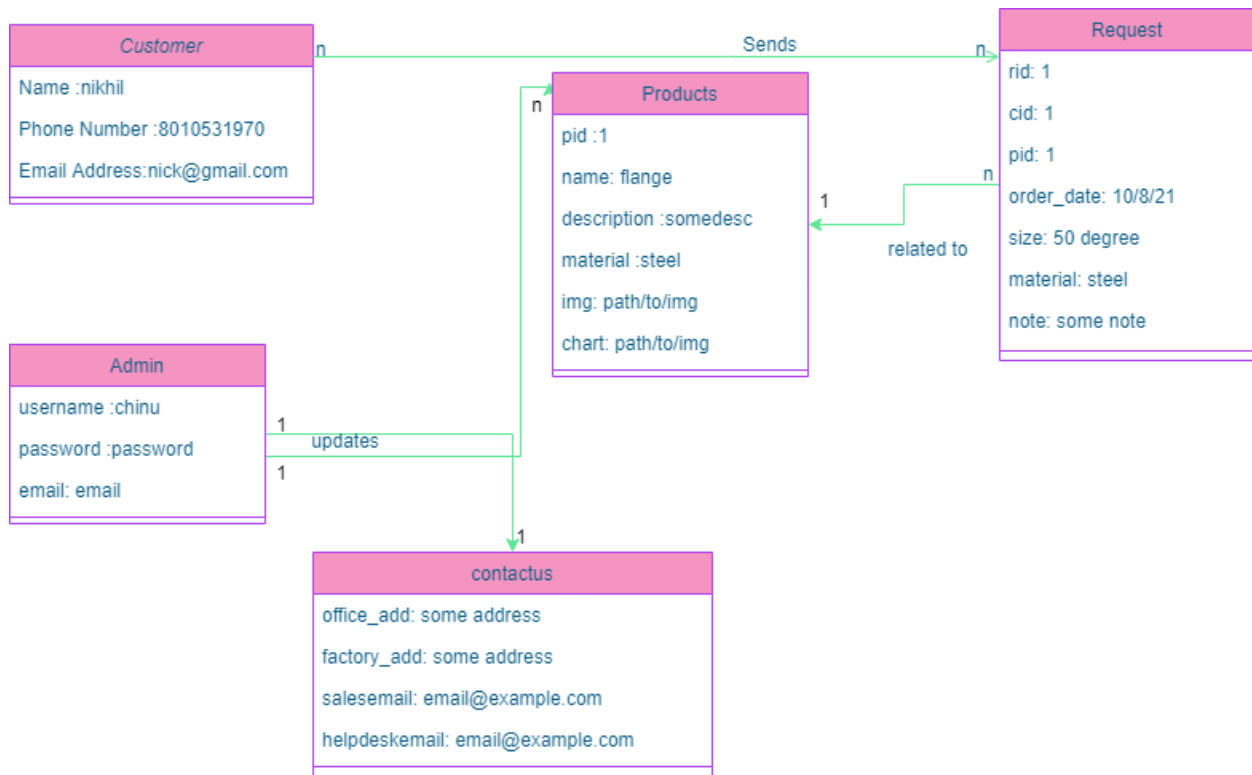 Customer
Name :nikhil
Phone Number :8010531970
Email Address:nick@gmail.com
n
Sends
n
Request
rid: 1
cid: 1
pid: 1
order_date: 10/8/21
size: 50 degree
material: steel
note: some note
n
Products
pid :1
name: flange
description :somedesc
material :steel
img: path/to/img
chart: path/to/img
1
n
related to
Admin
username :chinu
password :password
email: email
1
updates
1
1
contactus
office_add: some address
factory_add: some address
salesemail: email@example.com
helpdeskemail: email@example.com